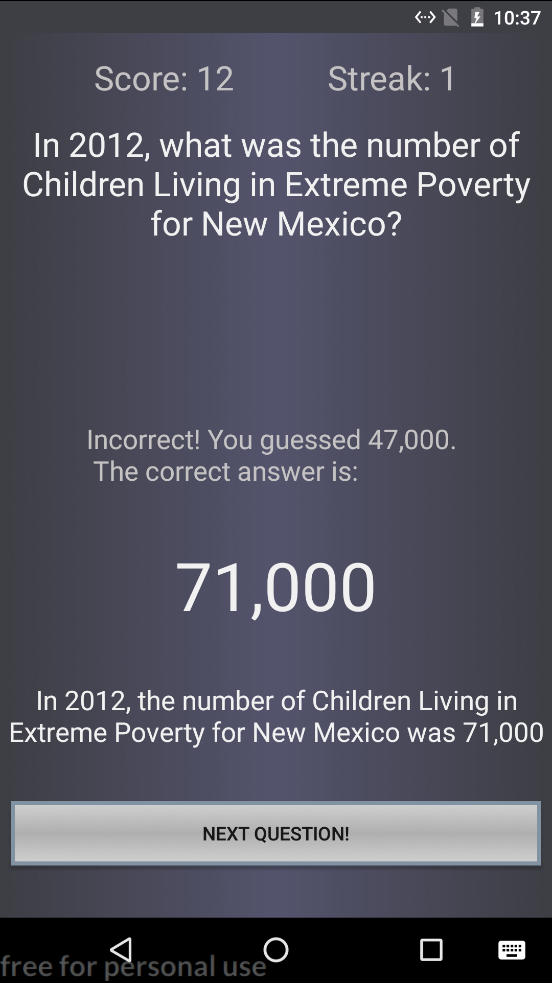 10:37
Score: 12 Streak: 1
In 2012, what was the number of
Children Living in Extreme Poverty
for New Mexico?
Incorrect! You guessed 47,000.
The correct answer is:
71,000
In 2012, the number of Children Living in
Extreme Poverty for New Mexico was 71,000
NEXT QUESTION!
free for personal use